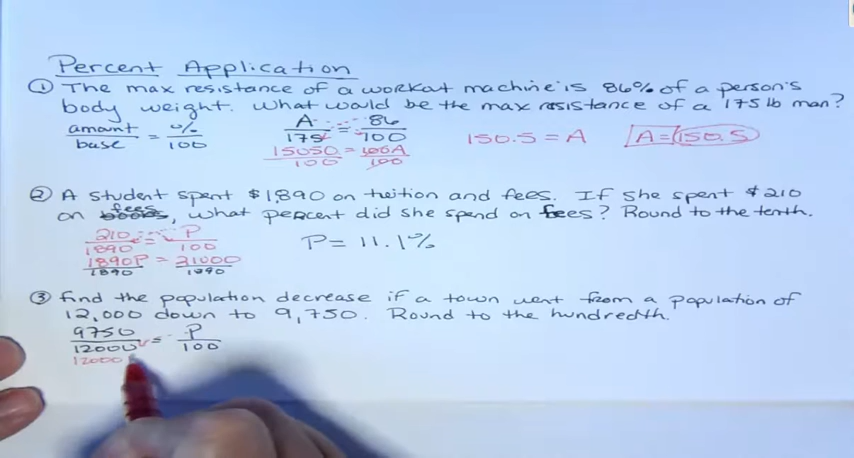 Percent Application
① The max resistance of a workout machine is 86% of a person's
body weight. What would be the max resistance of a 175 lb man?
amount/base = %/100
A/175 = 86/100
15050/100 = 100A/100
150.5 = A
A = 150.5
② A student spent $1,890 on tuition and fees. If she spent $210
on fees, what percent did she spend on fees? Round to the tenth.
210/1890 = P/100
1890P/1890 = 21000/1890
P = 11.1%
③ Find the population decrease if a town went from a population of
12,000 down to 9,750. Round to the hundredth.
9750/12000 = P/100
12000